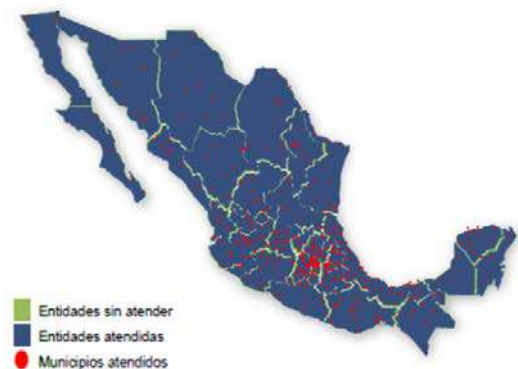 Entidades sin atender
Entidades atendidas
Municipios atendidos